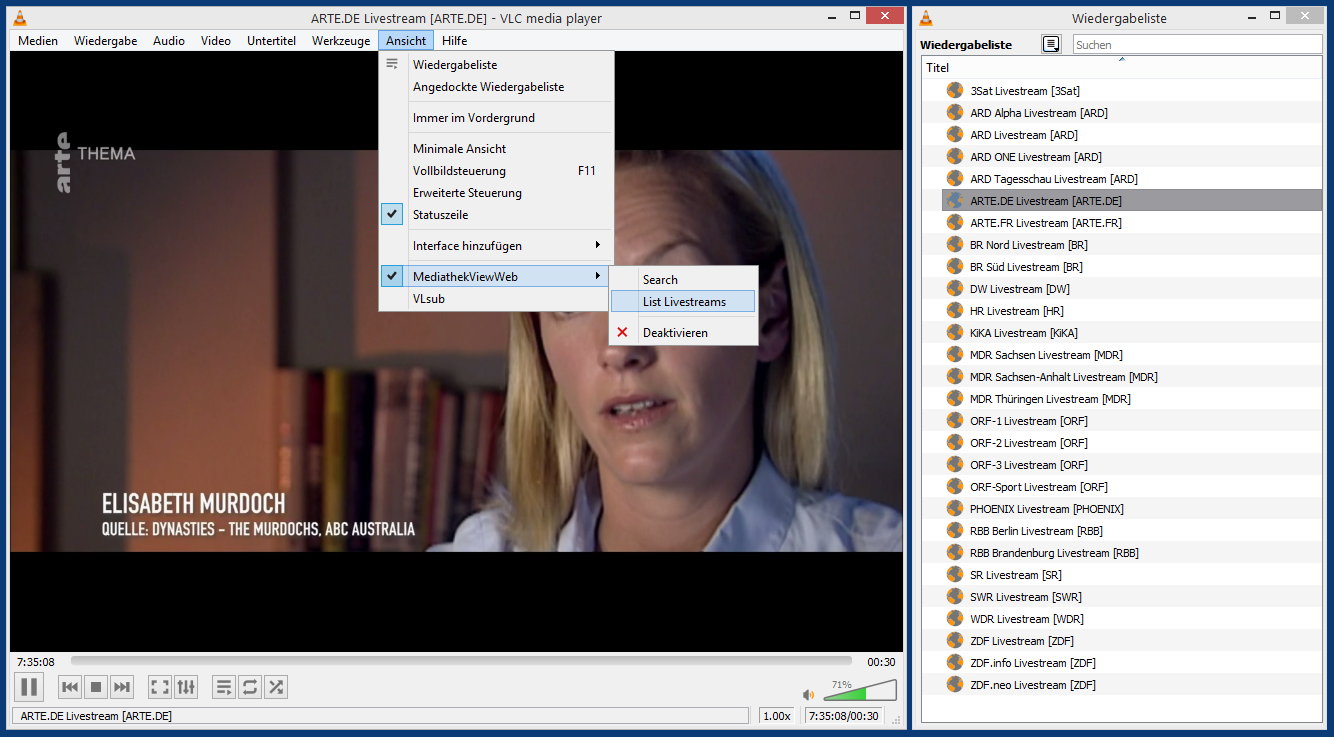 ARTE.DE Livestream [ARTE.DE] - VLC media player
Medien Wiedergabe Audio Video Untertitel Werkzeuge Ansicht Hilfe
Wiedergabeliste
Angedockte Wiedergabeliste
Immer im Vordergrund
Minimale Ansicht
Vollbildsteuerung F11
Erweiterte Steuerung
Statuszeile
Interface hinzufügen
MediathekViewWeb
VLsub
Search
List Livestreams
Deaktivieren
arte THEMA
ELISABETH MURDOCH
QUELLE: DYNASTIES - THE MURDOCHS, ABC AUSTRALIA
7:35:08 00:30
71%
ARTE.DE Livestream [ARTE.DE] 1.00x 7:35:08/00:30
Wiedergabeliste
Wiedergabeliste Suchen
Titel
3Sat Livestream [3Sat]
ARD Alpha Livestream [ARD]
ARD Livestream [ARD]
ARD ONE Livestream [ARD]
ARD Tagesschau Livestream [ARD]
ARTE.DE Livestream [ARTE.DE]
ARTE.FR Livestream [ARTE.FR]
BR Nord Livestream [BR]
BR Süd Livestream [BR]
DW Livestream [DW]
HR Livestream [HR]
KiKA Livestream [KiKA]
MDR Sachsen Livestream [MDR]
MDR Sachsen-Anhalt Livestream [MDR]
MDR Thüringen Livestream [MDR]
ORF-1 Livestream [ORF]
ORF-2 Livestream [ORF]
ORF-3 Livestream [ORF]
ORF-Sport Livestream [ORF]
PHOENIX Livestream [PHOENIX]
RBB Berlin Livestream [RBB]
RBB Brandenburg Livestream [RBB]
SR Livestream [SR]
SWR Livestream [SWR]
WDR Livestream [WDR]
ZDF Livestream [ZDF]
ZDF.info Livestream [ZDF]
ZDF.neo Livestream [ZDF]